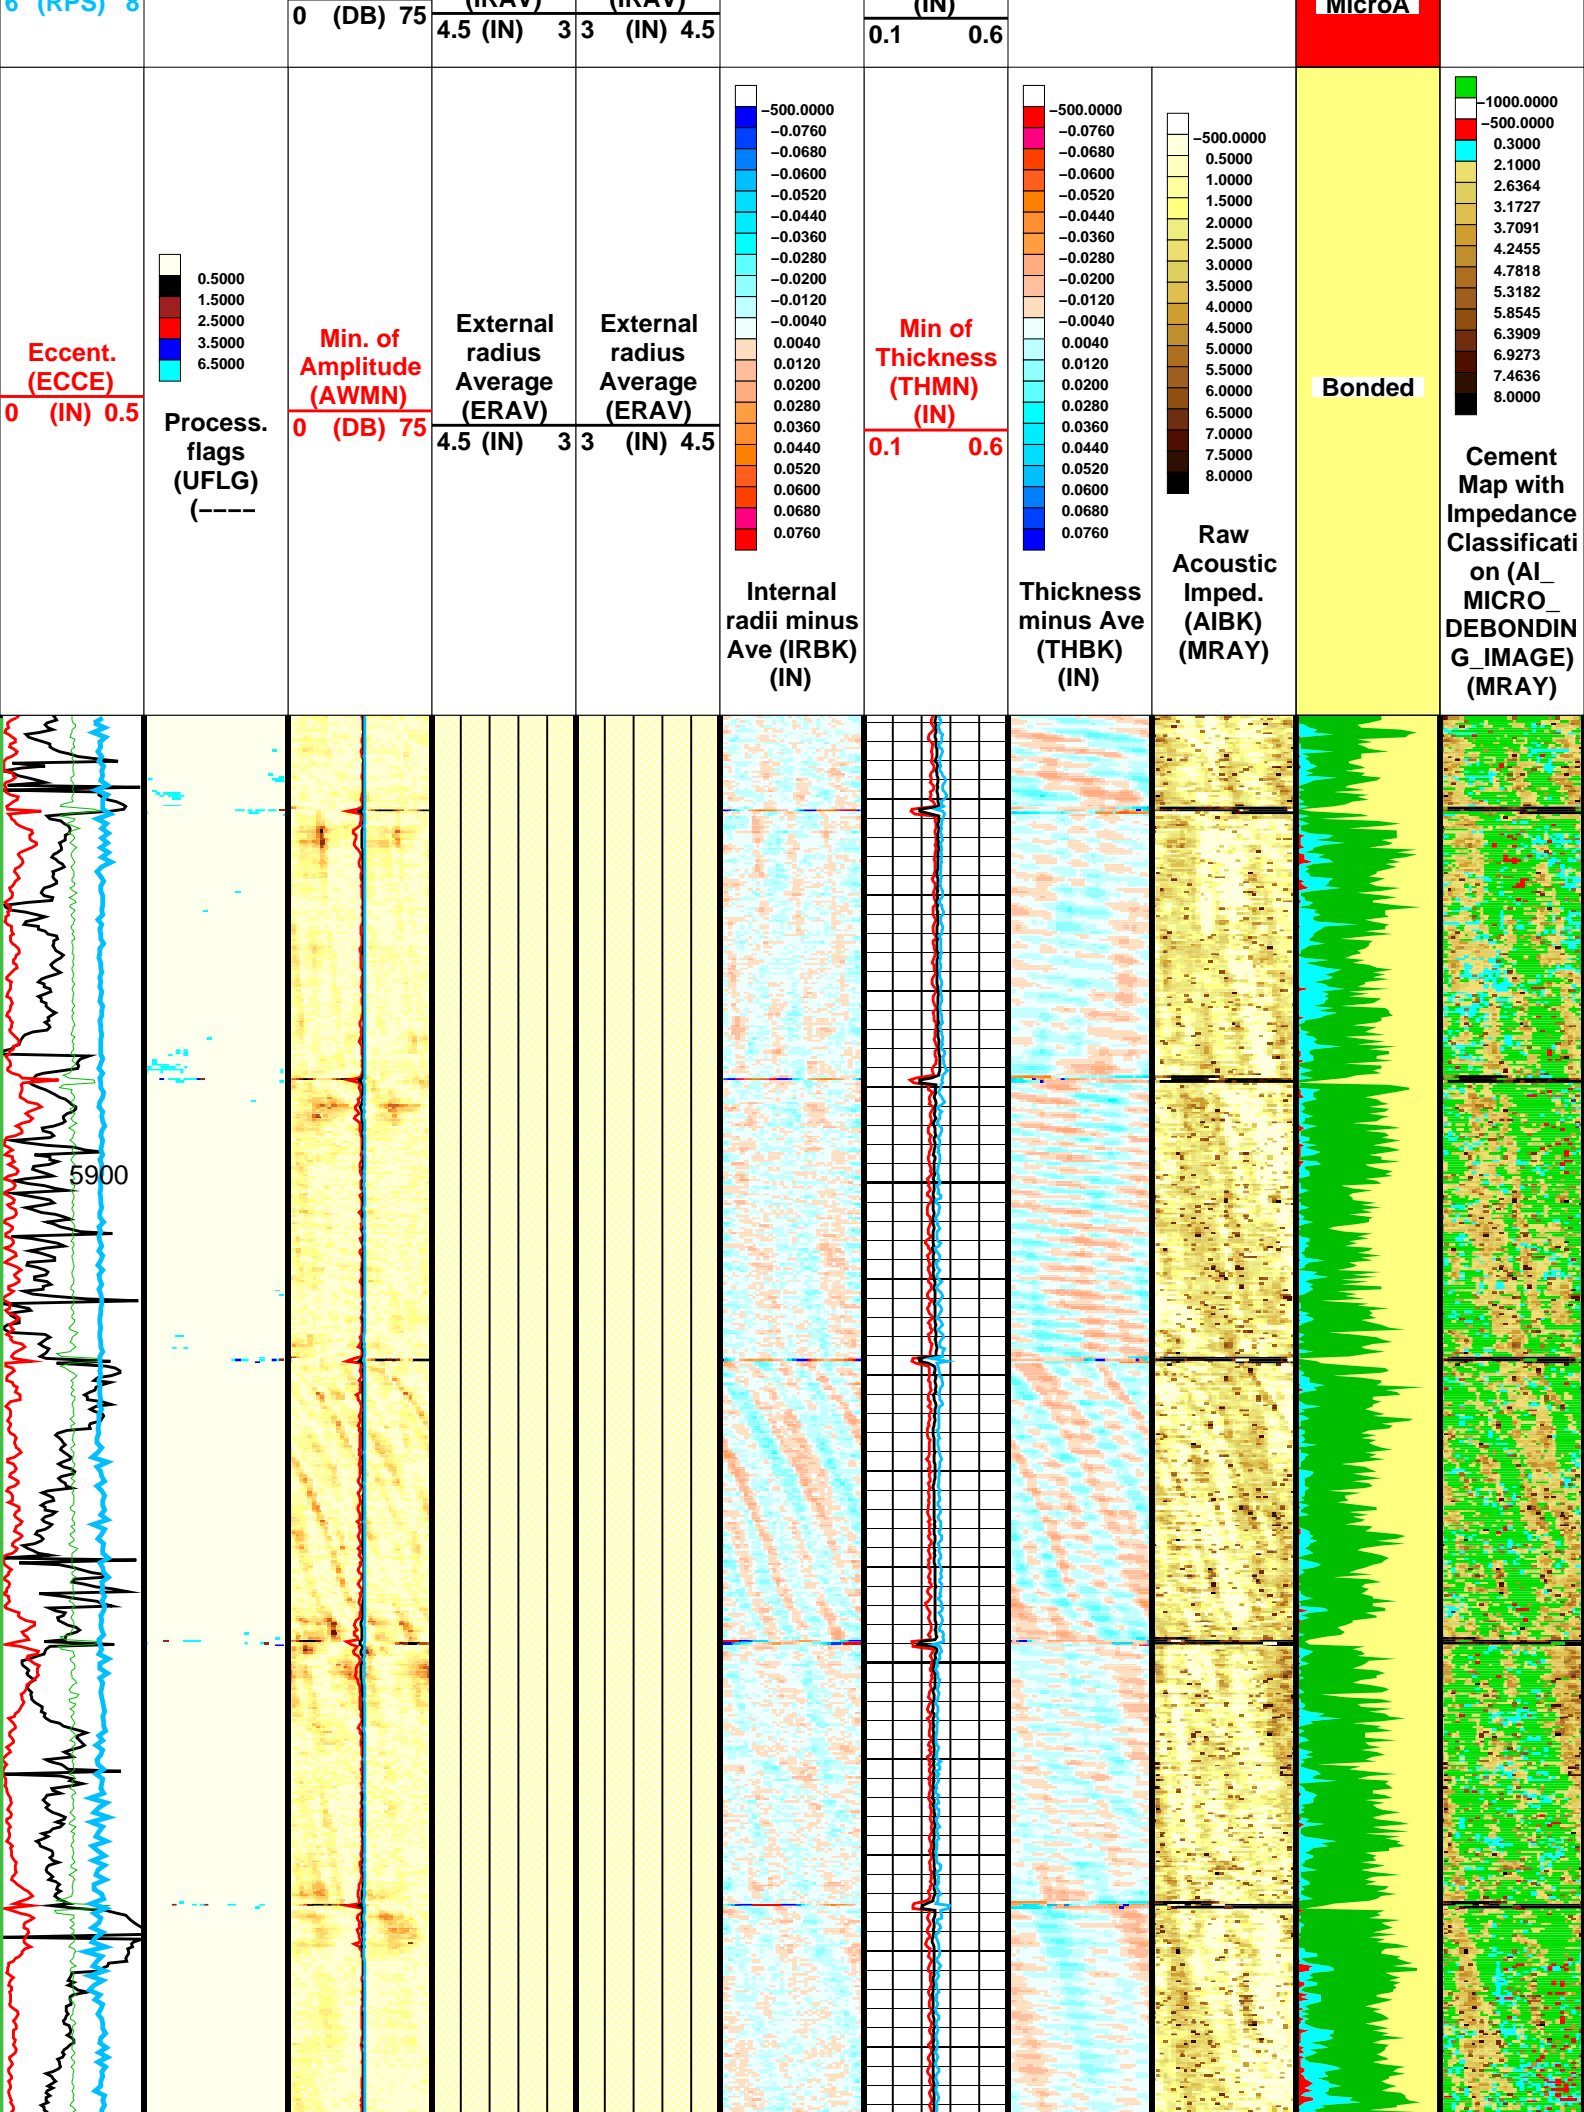 6 (RPS) 8
0 (DB) 75
(IRAV)
4.5 (IN) 3
(IRAV)
3 (IN) 4.5
(IN)
0.1 0.6
MicroA
Eccent.
(ECCE)
0 (IN) 0.5
0.5000
1.5000
2.5000
3.5000
6.5000
Process.
flags
(UFLG)
(----
Min. of
Amplitude
(AWMN)
0 (DB) 75
External
radius
Average
(ERAV)
4.5 (IN) 3
External
radius
Average
(ERAV)
3 (IN) 4.5
-500.0000
-0.0760
-0.0680
-0.0600
-0.0520
-0.0440
-0.0360
-0.0280
-0.0200
-0.0120
-0.0040
0.0040
0.0120
0.0200
0.0280
0.0360
0.0440
0.0520
0.0600
0.0680
0.0760
Internal
radii minus
Ave (IRBK)
(IN)
Min of
Thickness
(THMN)
(IN)
0.1 0.6
-500.0000
-0.0760
-0.0680
-0.0600
-0.0520
-0.0440
-0.0360
-0.0280
-0.0200
-0.0120
-0.0040
0.0040
0.0120
0.0200
0.0280
0.0360
0.0440
0.0520
0.0600
0.0680
0.0760
Thickness
minus Ave
(THBK)
(IN)
-500.0000
0.5000
1.0000
1.5000
2.0000
2.5000
3.0000
3.5000
4.0000
4.5000
5.0000
5.5000
6.0000
6.5000
7.0000
7.5000
8.0000
Raw
Acoustic
Imped.
(AIBK)
(MRAY)
Bonded
-1000.0000
-500.0000
0.3000
2.1000
2.6364
3.1727
3.7091
4.2455
4.7818
5.3182
5.8545
6.3909
6.9273
7.4636
8.0000
Cement
Map with
Impedance
Classificati
on (AI_
MICRO_
DEBONDIN
G_IMAGE)
(MRAY)
5900